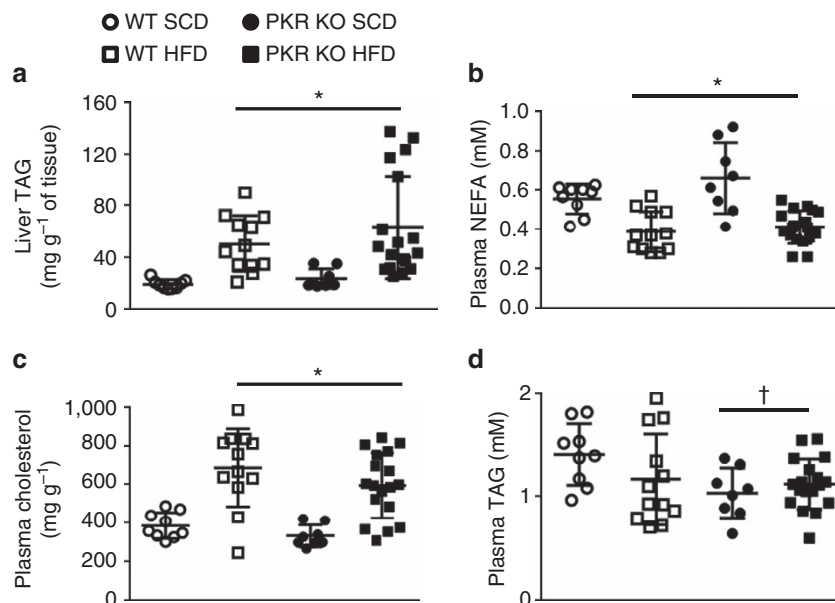 WT SCD PKR KO SCD
WT HFD PKR KO HFD
a
Liver TAG
(mg g⁻¹ of tissue)
160
120
80
40
0
*
b
Plasma NEFA (mM)
1.0
0.8
0.6
0.4
0.2
0.0
*
c
Plasma cholesterol
(mg g⁻¹)
1,000
800
600
400
200
0
*
d
Plasma TAG (mM)
2
1
0
†